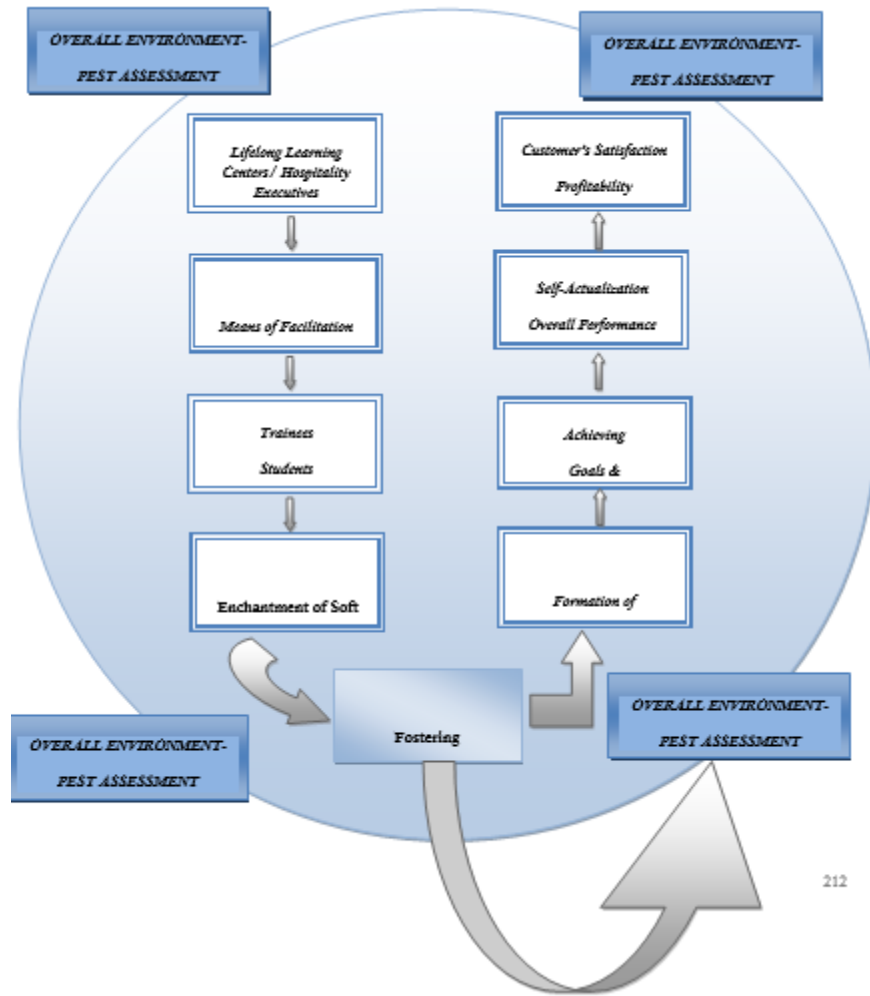 OVERALL ENVIRONMENT-
PEST ASSESSMENT
OVERALL ENVIRONMENT-
PEST ASSESSMENT
Lifelong Learning
Centers / Hospitality
Executives
Customer's Satisfaction
Profitability
Means of Facilitation
Self-Actualization
Overall Performance
Trainees
Students
Achieving
Goals &
Enchantment of Soft
Formation of
Fostering
OVERALL ENVIRONMENT-
PEST ASSESSMENT
OVERALL ENVIRONMENT-
PEST ASSESSMENT
212